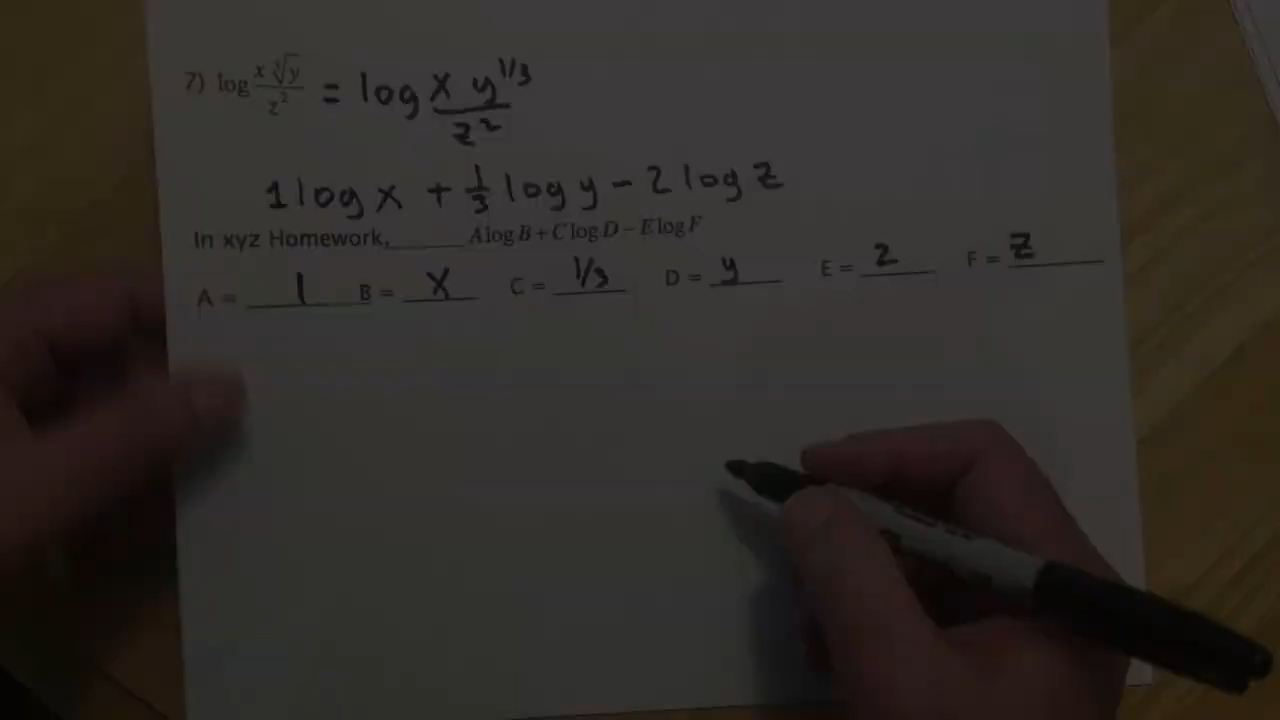 7) log x ∛y / z² = log x y^1/3 / z²
1 log x + 1/3 log y - 2 log z
In xyz Homework, ______ A log B + C log D - E log F
A = 1 B = x C = 1/3 D = y E = 2 F = z